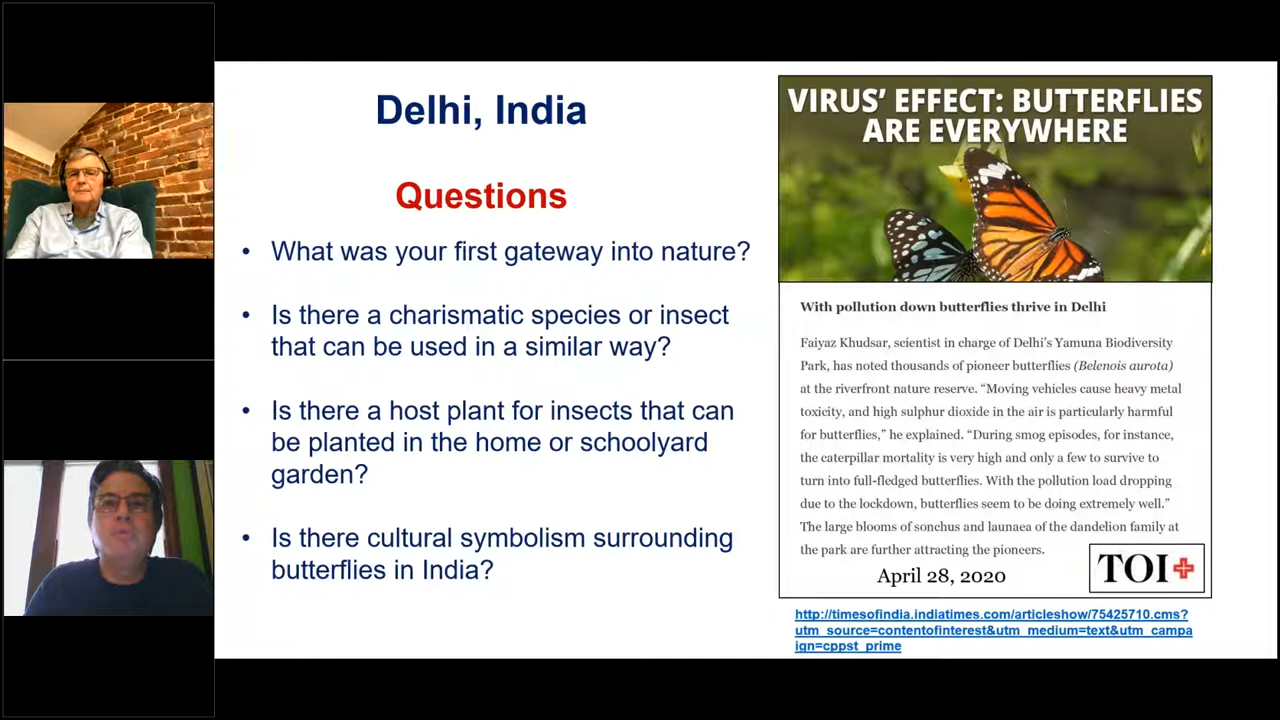 Delhi, India
Questions
• What was your first gateway into nature?
• Is there a charismatic species or insect
that can be used in a similar way?
• Is there a host plant for insects that can
be planted in the home or schoolyard
garden?
• Is there cultural symbolism surrounding
butterflies in India?
VIRUS’ EFFECT: BUTTERFLIES
ARE EVERYWHERE
With pollution down butterflies thrive in Delhi
Faiyaz Khudsar, scientist in charge of Delhi’s Yamuna Biodiversity
Park, has noted thousands of pioneer butterflies (Belenois aurota)
at the riverfront nature reserve. “Moving vehicles cause heavy metal
toxicity, and high sulphur dioxide in the air is particularly harmful
for butterflies,” he explained. “During smog episodes, for instance,
the caterpillar mortality is very high and only a few to survive to
turn into full-fledged butterflies. With the pollution load dropping
due to the lockdown, butterflies seem to be doing extremely well.”
The large blooms of sonchus and launaea of the dandelion family at
the park are further attracting the pioneers.
April 28, 2020
TOI+
http://timesofindia.indiatimes.com/articleshow/75425710.cms?
utm_source=contentofinterest&utm_medium=text&utm_campa
ign=cppst_prime